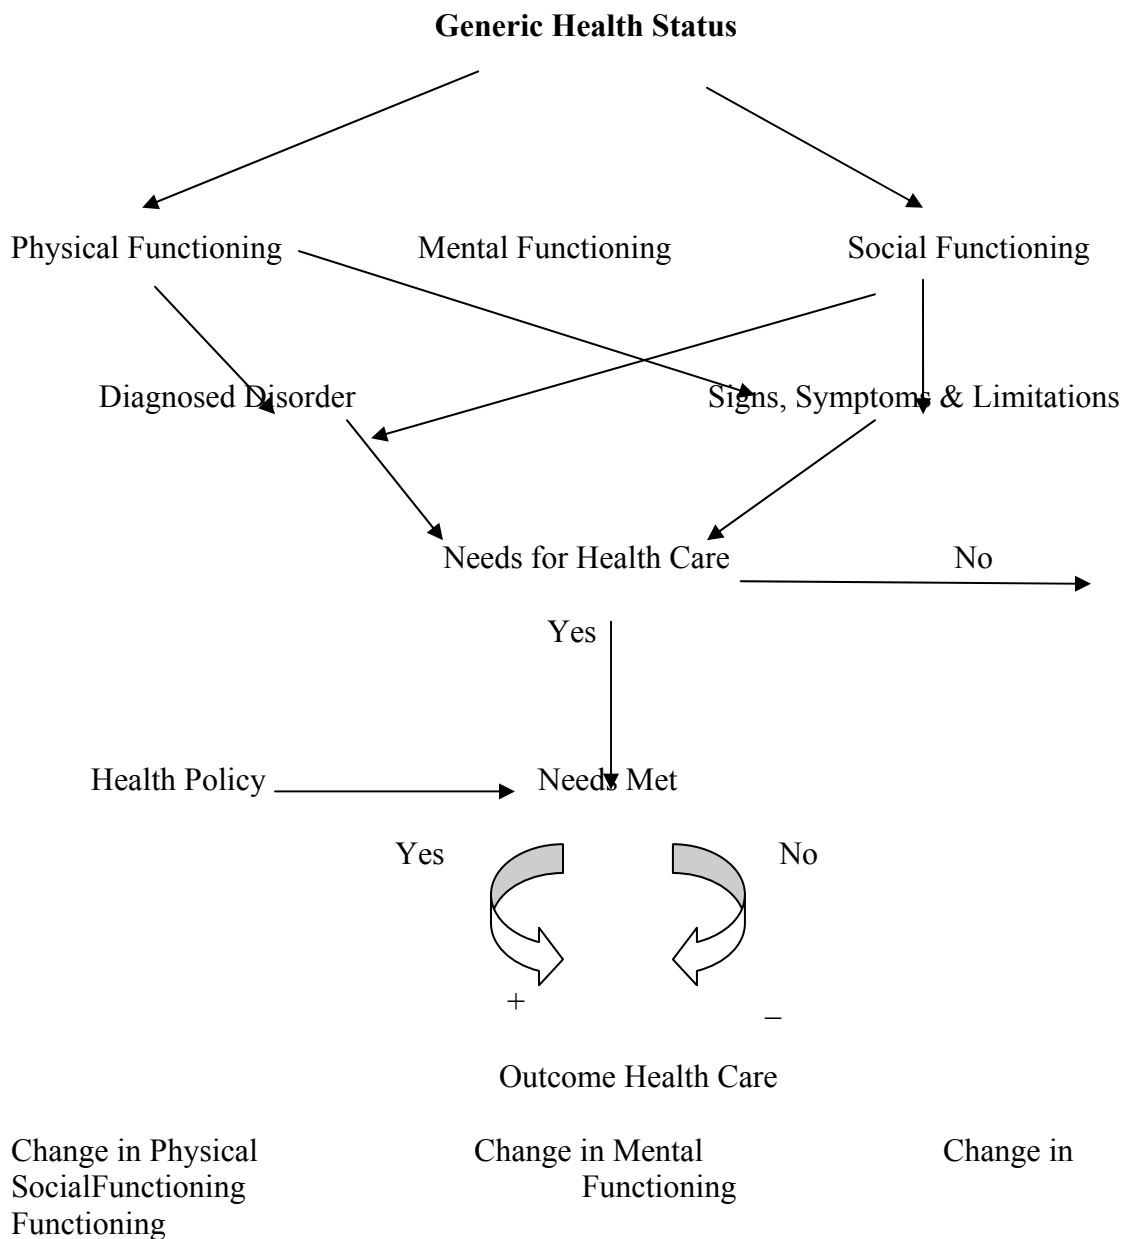 Generic Health Status
Physical Functioning Mental Functioning Social Functioning
Diagnosed Disorder Signs, Symptoms & Limitations
Needs for Health Care No
Yes
Health Policy Needs Met
Yes No
+
_
Outcome Health Care
Change in Physical Change in Mental Change in
SocialFunctioning Functioning
Functioning